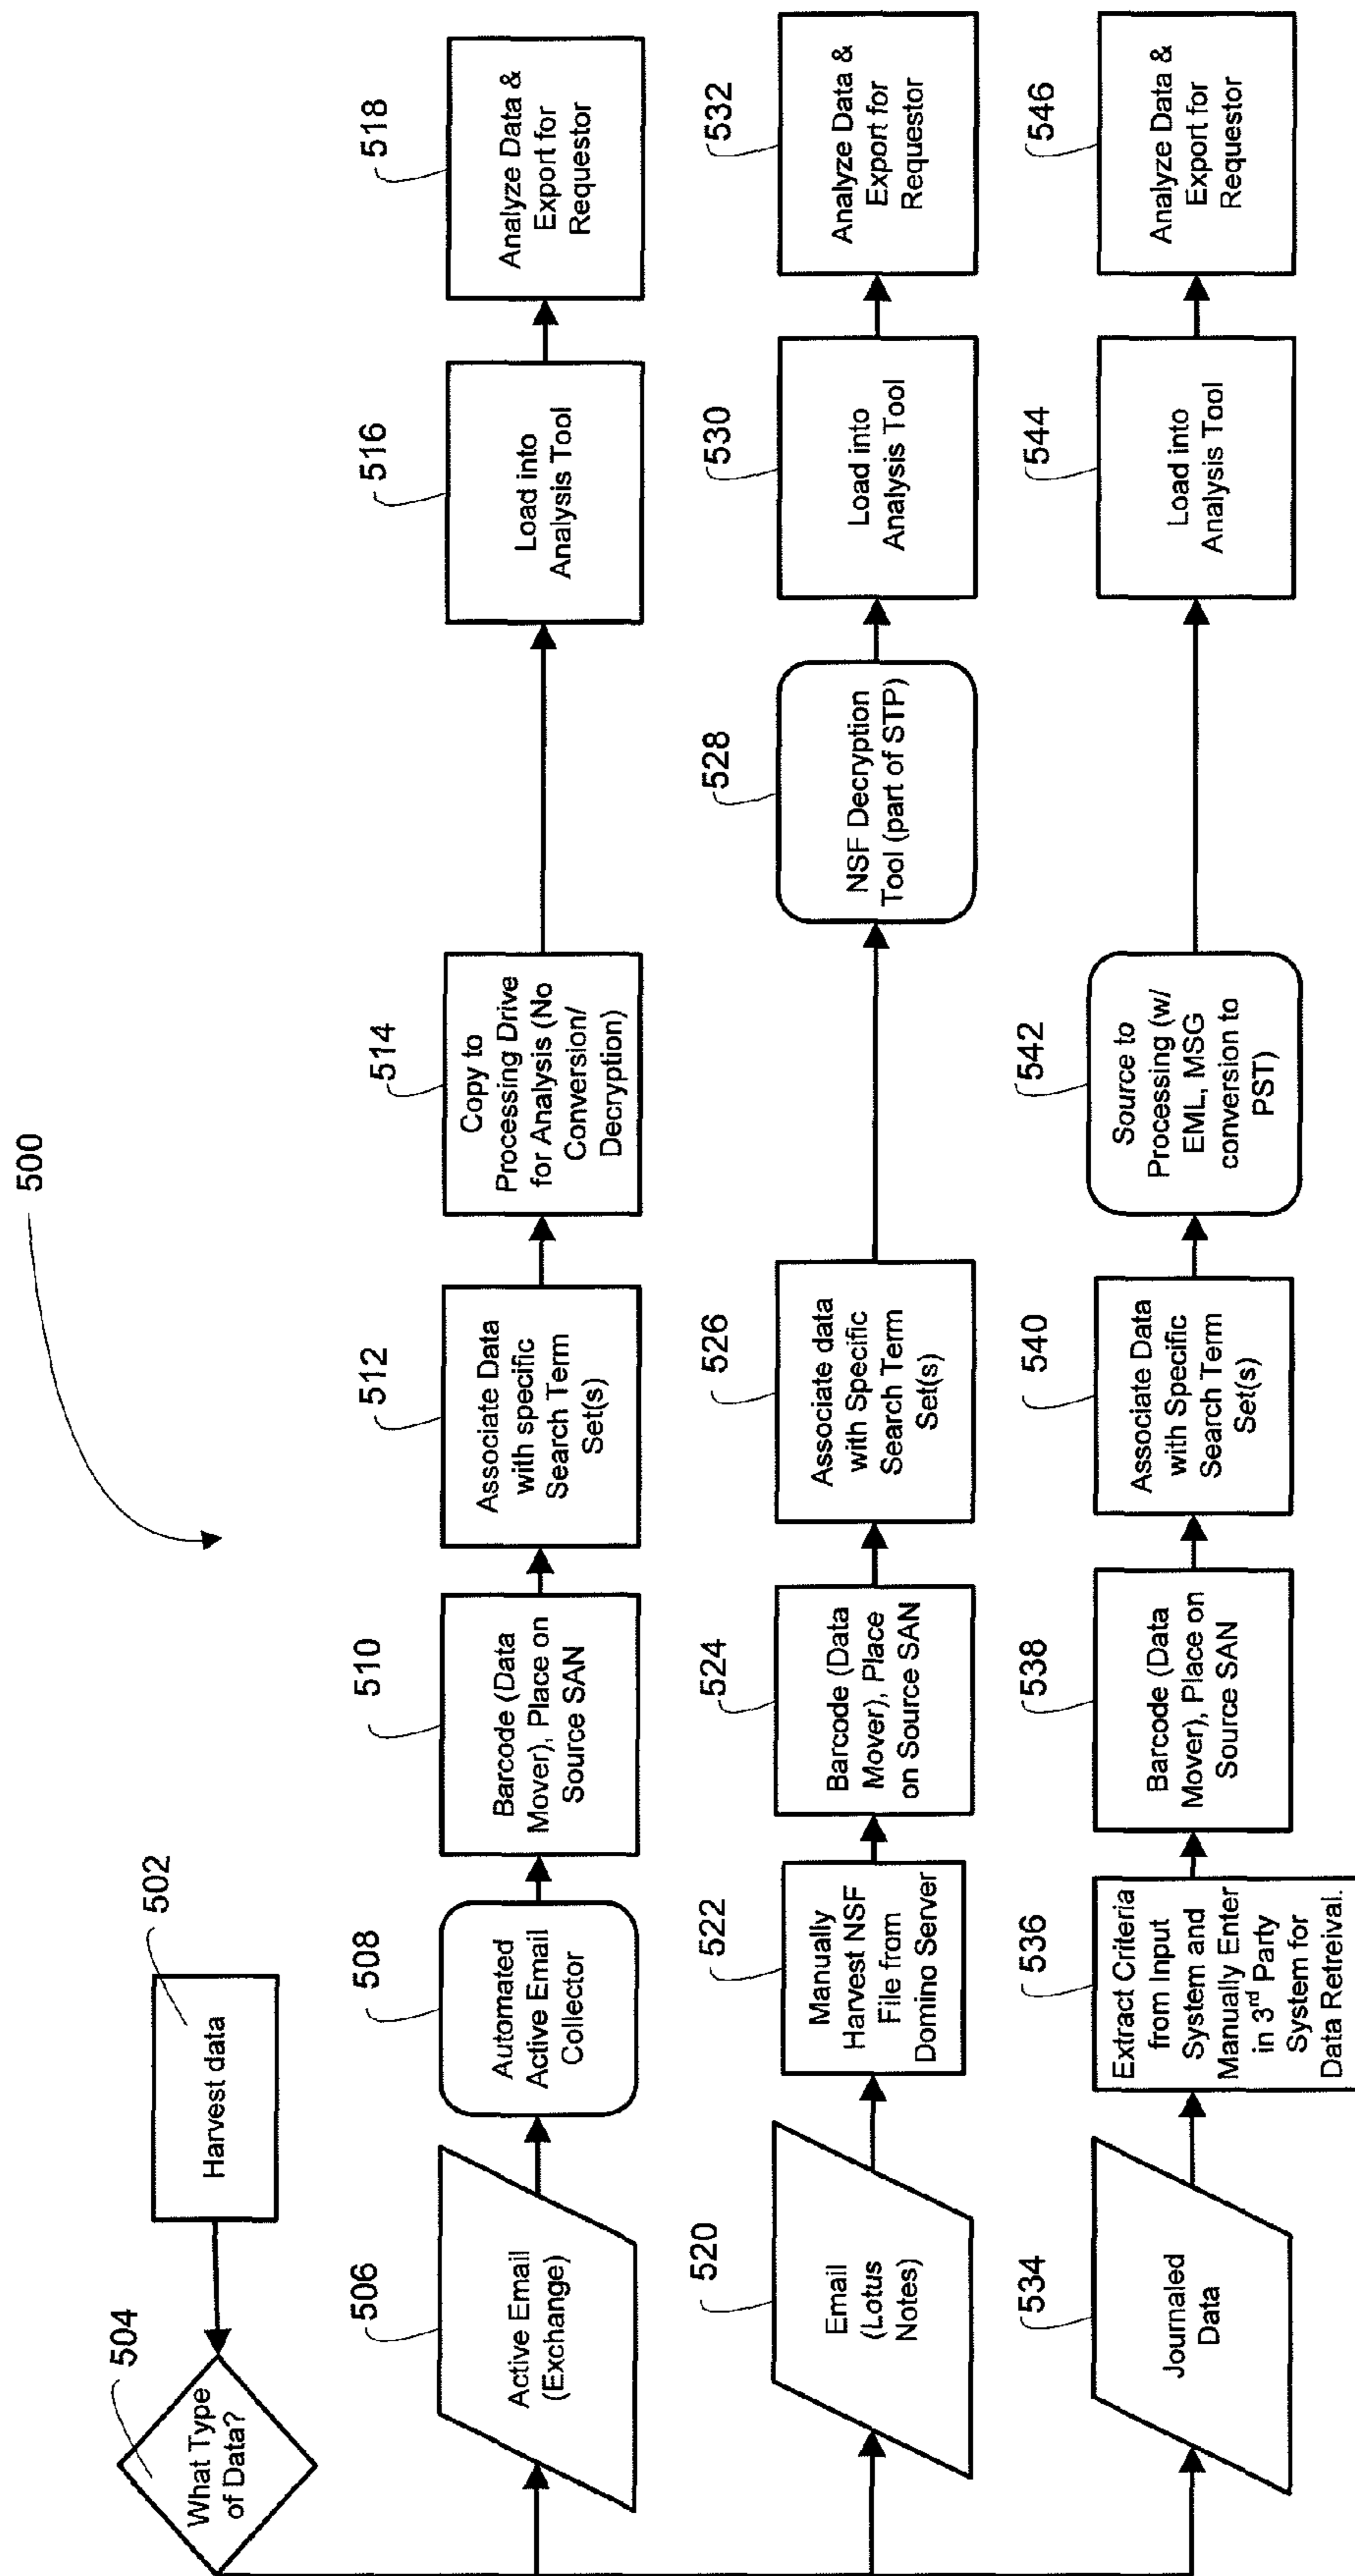 500
502
Harvest data
504
What Type
of Data?
506
Active Email
(Exchange)
508
Automated
Active Email
Collector
510
Barcode (Data
Mover), Place on
Source SAN
512
Associate Data
with specific
Search Term
Set(s)
514
Copy to
Processing Drive
for Analysis (No
Conversion/
Decryption)
516
Load into
Analysis Tool
518
Analyze Data &
Export for
Requestor
520
Email
(Lotus
Notes)
522
Manually
Harvest NSF
File from
Domino Server
524
Barcode (Data
Mover), Place
on Source SAN
526
Associate data
with Specific
Search Term
Set(s)
528
NSF Decryption
Tool (part of STP)
530
Load into
Analysis Tool
532
Analyze Data &
Export for
Requestor
534
Journaled
Data
536
Extract Criteria
from Input
System and
Manually Enter
in 3rd Party
System for
Data Retreival.
538
Barcode (Data
Mover), Place on
Source SAN
540
Associate Data
with Specific
Search Term
Set(s)
542
Source to
Processing (w/
EML, MSG
conversion to
PST)
544
Load into
Analysis Tool
546
Analyze Data &
Export for
Requestor